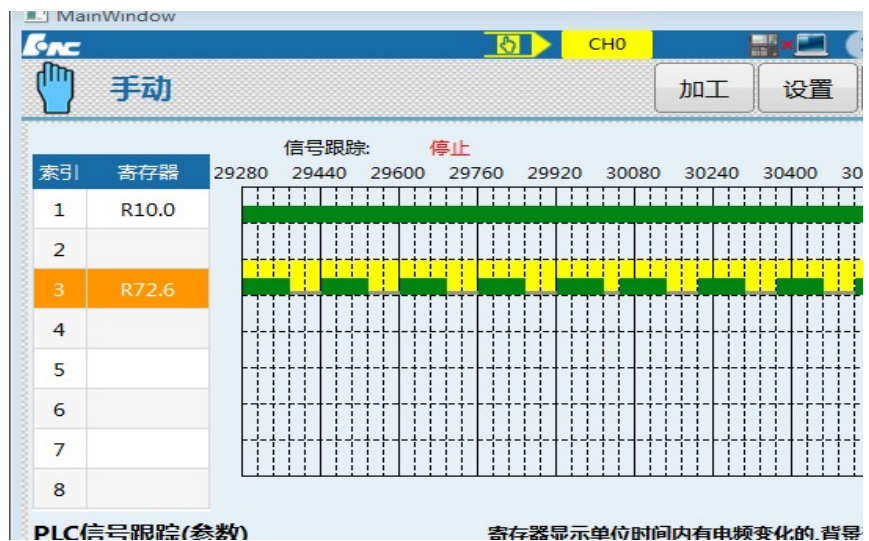 MainWindow
CH0
手动
加工
设置
信号跟踪:
停止
索引
寄存器
29280 29440 29600 29760 29920 30080 30240 30400 30
1 R10.0
2
3 R72.6
4
5
6
7
8
PLC信号跟踪(参数)
寄存器显示单位时间内有电频变化的,背景